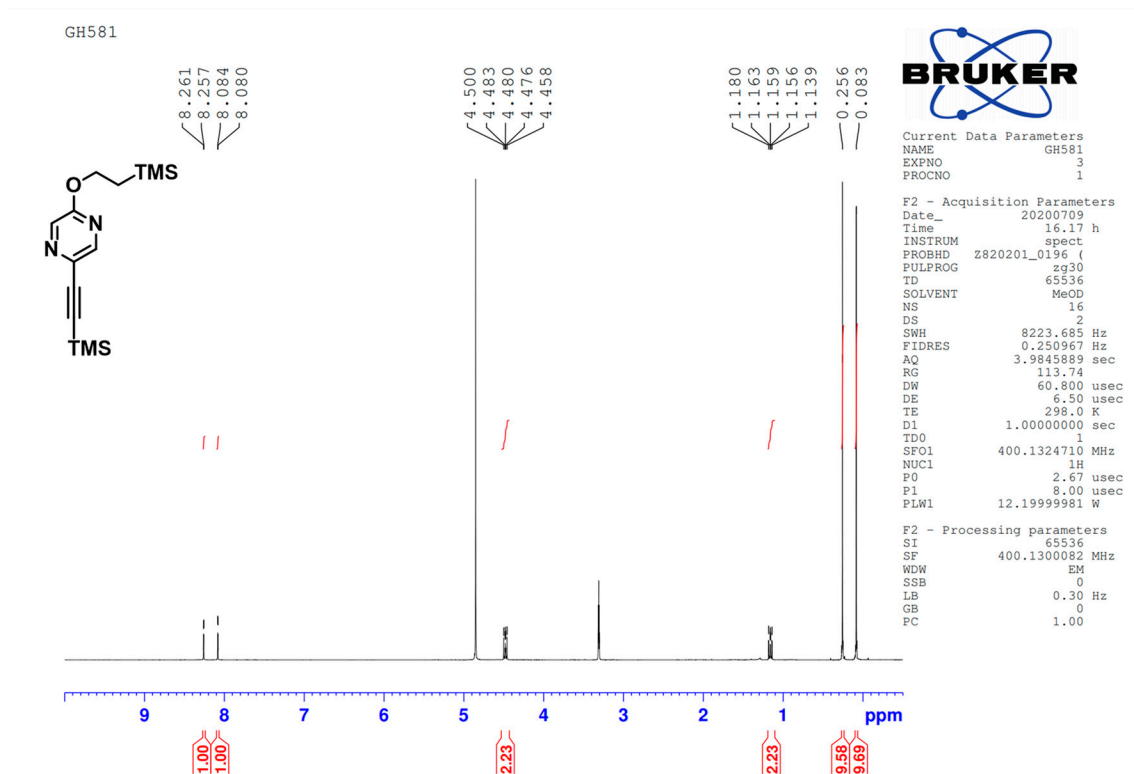 GH581
8.261
8.257
8.084
8.080
4.500
4.483
4.480
4.476
4.458
1.180
1.163
1.159
1.156
1.139
0.256
0.083
BRUKER
TMS
O
N
N
TMS
Current Data Parameters
NAME GH581
EXPNO 3
PROCNO 1
F2 - Acquisition Parameters
Date_ 20200709
Time 16.17 h
INSTRUM spect
PROBHD Z820201_0196 (
PULPROG zg30
TD 65536
SOLVENT MeOD
NS 16
DS 2
SWH 8223.685 Hz
FIDRES 0.250967 Hz
AQ 3.9845889 sec
RG 113.74
DW 60.800 usec
DE 6.50 usec
TE 298.0 K
D1 1.00000000 sec
TD0 1
SFO1 400.1324710 MHz
NUC1 1H
P0 2.67 usec
P1 8.00 usec
PLW1 12.19999981 W
F2 - Processing parameters
SI 65536
SF 400.1300082 MHz
WDW EM
SSB 0
LB 0.30 Hz
GB 0
PC 1.00
9 8 7 6 5 4 3 2 1 ppm
1.00
1.00
2.23
2.23
9.58
9.69